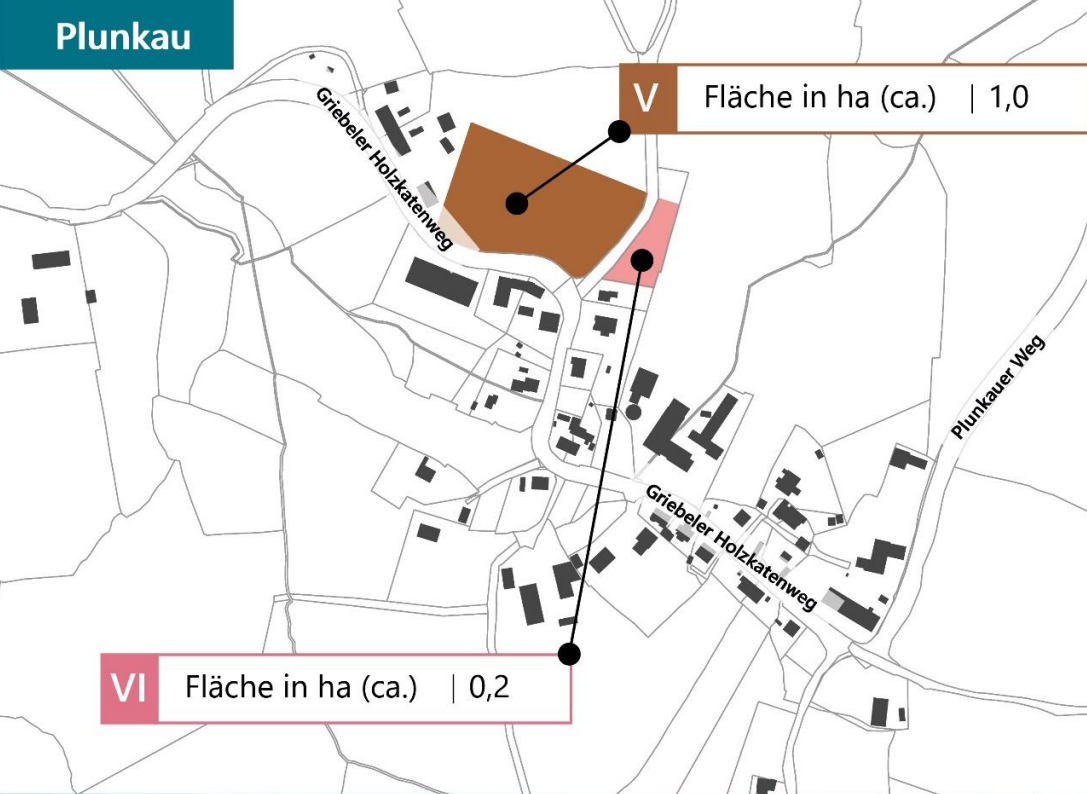 Plunkau
V Fläche in ha (ca.) | 1,0
Griebeler Holzkatenweg
Plunkauer Weg
Griebeler Holzkatenweg
VI Fläche in ha (ca.) | 0,2